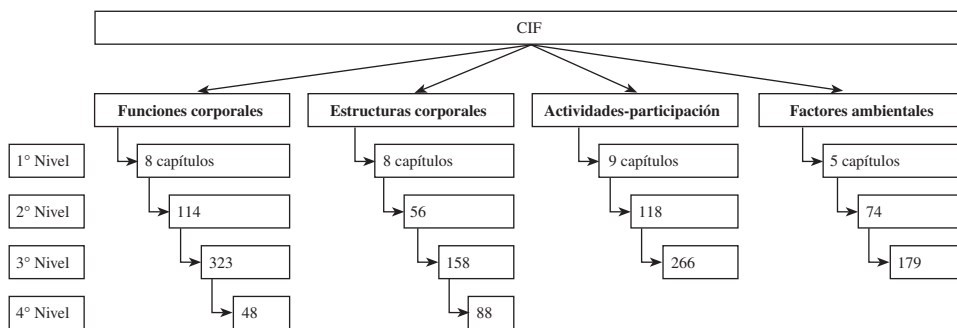 CIF
Funciones corporales
Estructuras corporales
Actividades-participación
Factores ambientales
1° Nivel
8 capítulos
8 capítulos
9 capítulos
5 capítulos
2° Nivel
114
56
118
74
3° Nivel
323
158
266
179
4° Nivel
48
88